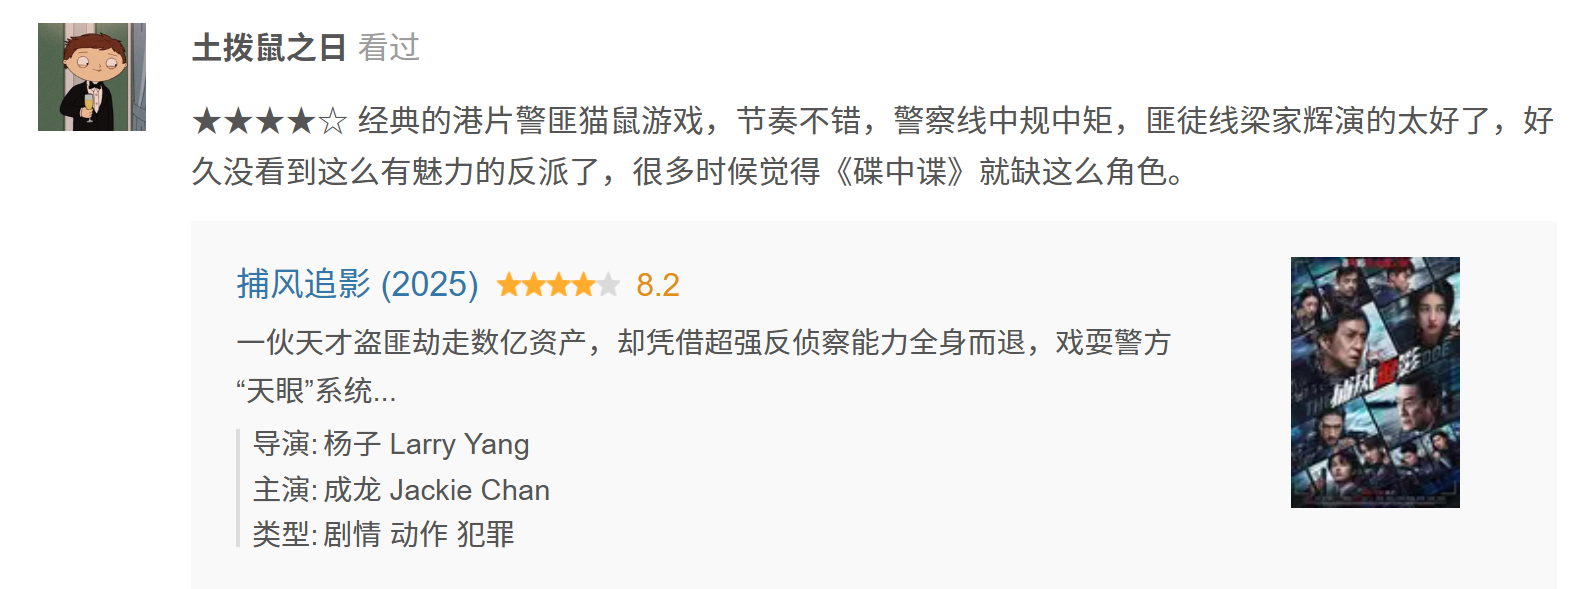 土拨鼠之日 看过
★★★★☆ 经典的港片警匪猫鼠游戏，节奏不错，警察线中规中矩，匪徒线梁家辉演的太好了，好
久没看到这么有魅力的反派了，很多时候觉得《碟中谍》就缺这么角色。
捕风追影 (2025) 8.2
一伙天才盗匪劫走数亿资产，却凭借超强反侦察能力全身而退，戏耍警方
“天眼”系统...
导演: 杨子 Larry Yang
主演: 成龙 Jackie Chan
类型: 剧情 动作 犯罪
捕风追影